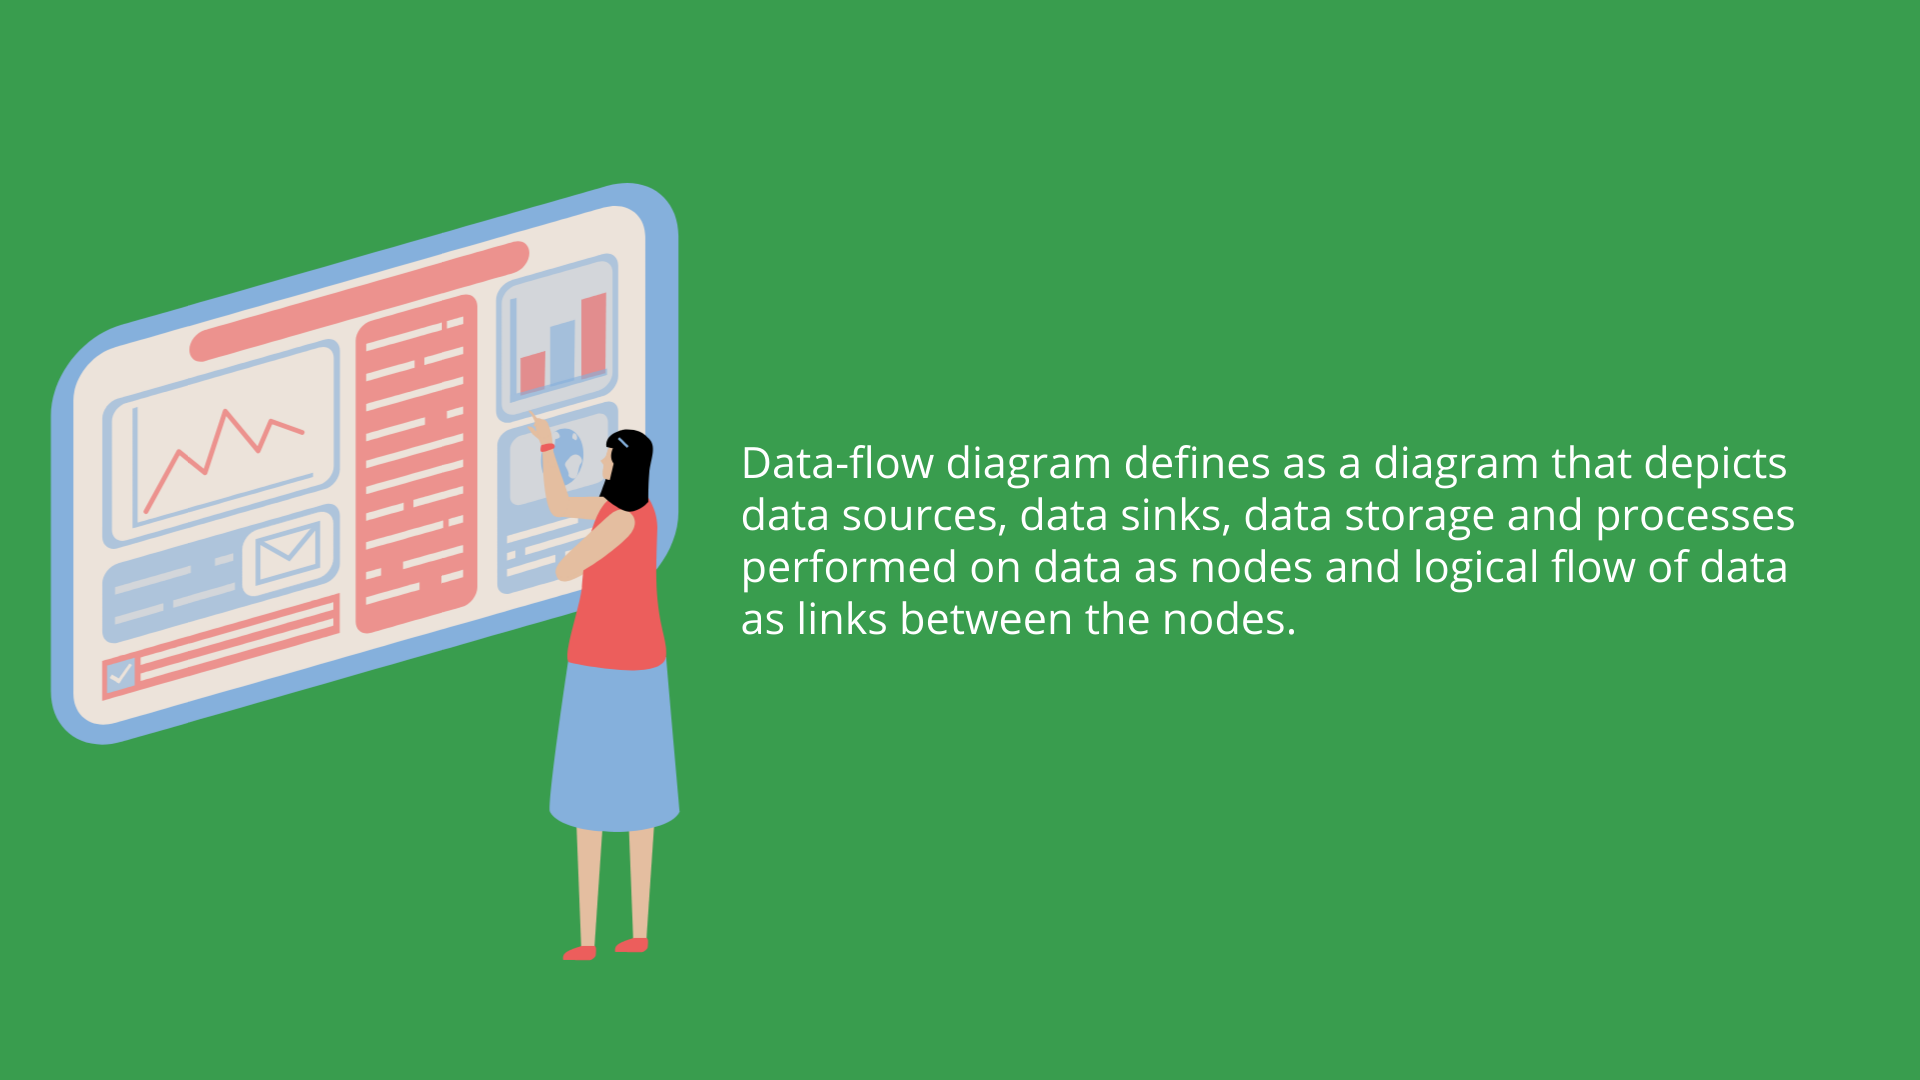 Data-flow diagram defines as a diagram that depicts
data sources, data sinks, data storage and processes
performed on data as nodes and logical flow of data
as links between the nodes.